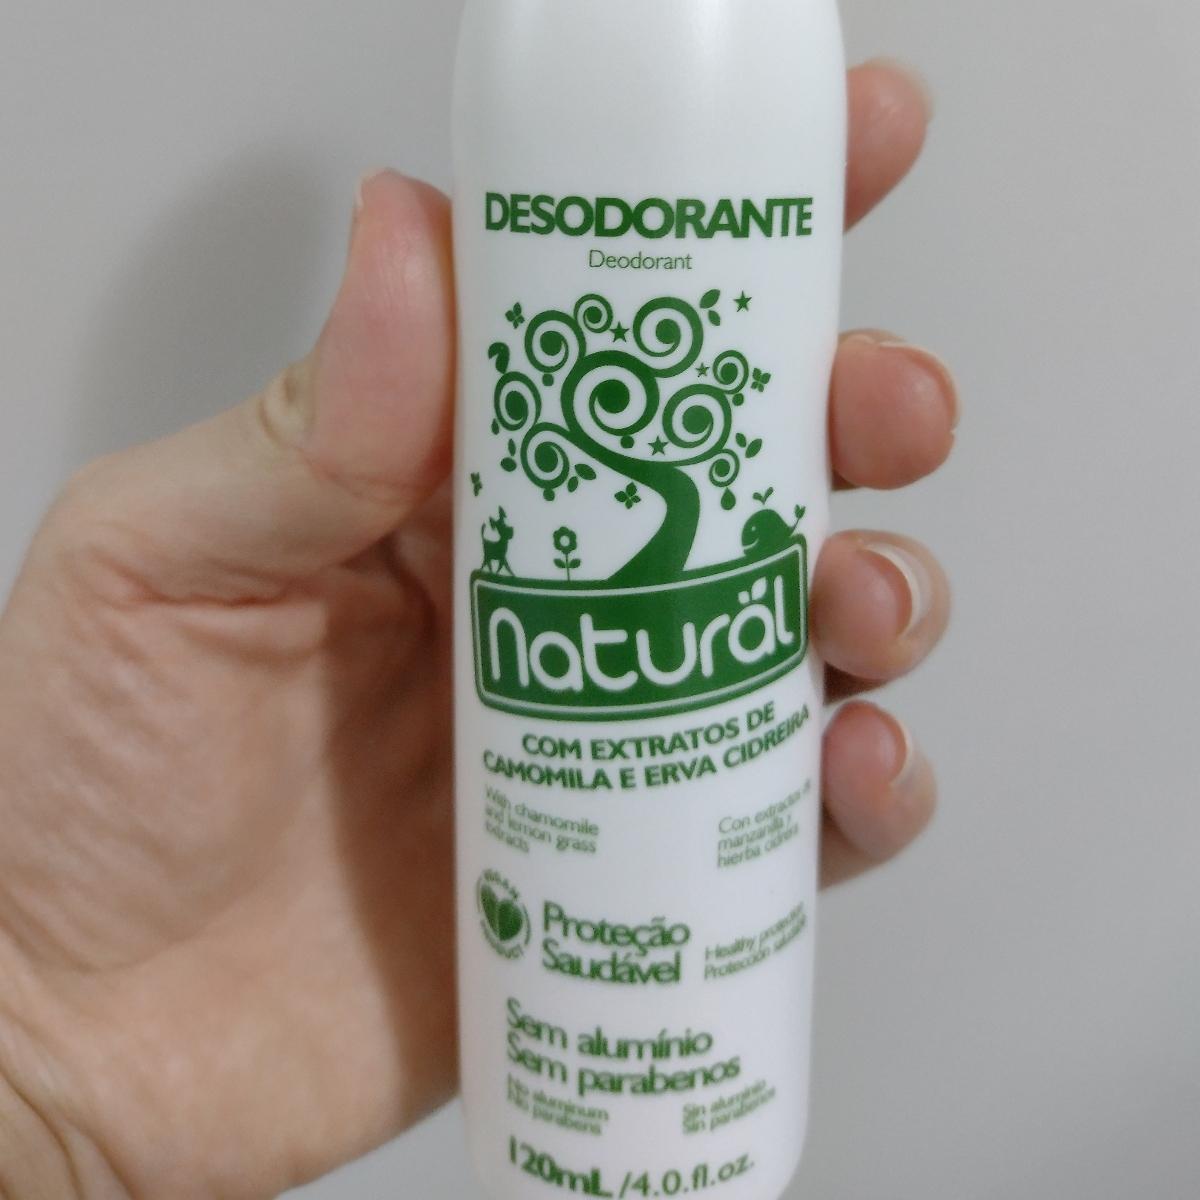 DESODORANTE
Deodorant
naturäl
COM EXTRATOS DE
CAMOMILA E ERVA CIDREIRA
With chamomile
and lemon grass
extracts
Con extractos de
manzanilla y
hierba cidrera
VEGAN
PRODUCT
Proteção
Saudável
Healthy protection
Protección saludable
Sem alumínio
Sem parabenos
No aluminum
No parabens
Sin aluminio
Sin parabenos
120mL/4.0.fl.oz.